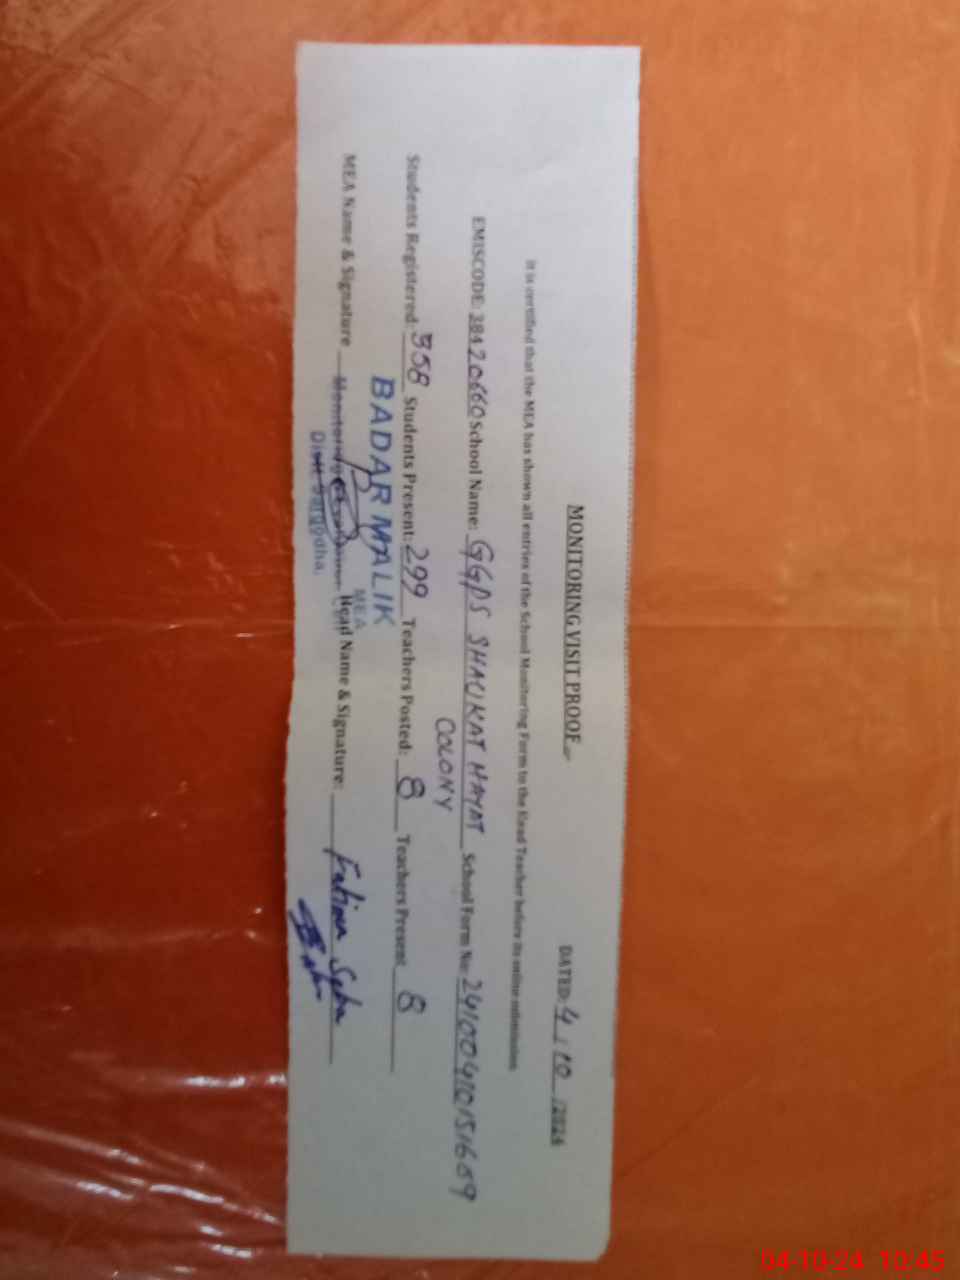 MONITORING VISIT PROOF
DATED: 4 / 10 /2024
It is certified that the MEA has shown all entries of the School Monitoring Form to the Head Teacher before its online submission
EMISCODE: 38420660 School Name: GGPS SHAUKAT HAYAT COLONY School Form No: 24100410151669
Students Registered: 358 Students Present: 299 Teachers Posted: 8 Teachers Present 8
BADAR MALIK
MEA
MEA Name & Signature Head Name & Signature: Fatima Saba
Distt Sargodha.
04-10-24 10:45